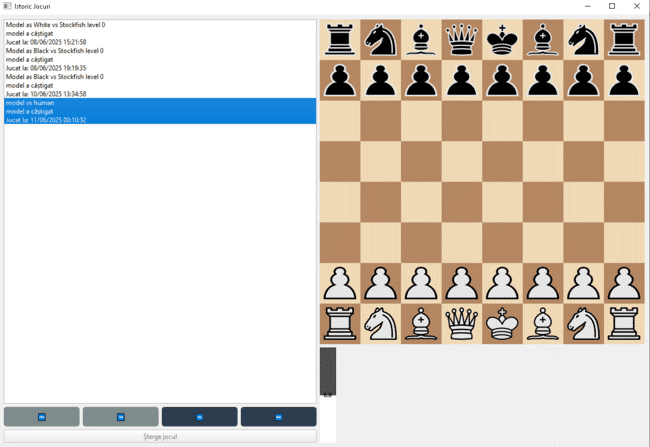 Istoric Jocuri
Model as White vs Stockfish level 0
model a câștigat
Jucat la: 08/06/2025 15:21:58
Model as Black vs Stockfish level 0
model a câștigat
Jucat la: 08/06/2025 19:19:35
Model as Black vs Stockfish level 0
model a câștigat
Jucat la: 10/06/2025 13:34:58
model vs human
model a câștigat
Jucat la: 11/06/2025 00:10:32
0.0
Șterge jocul